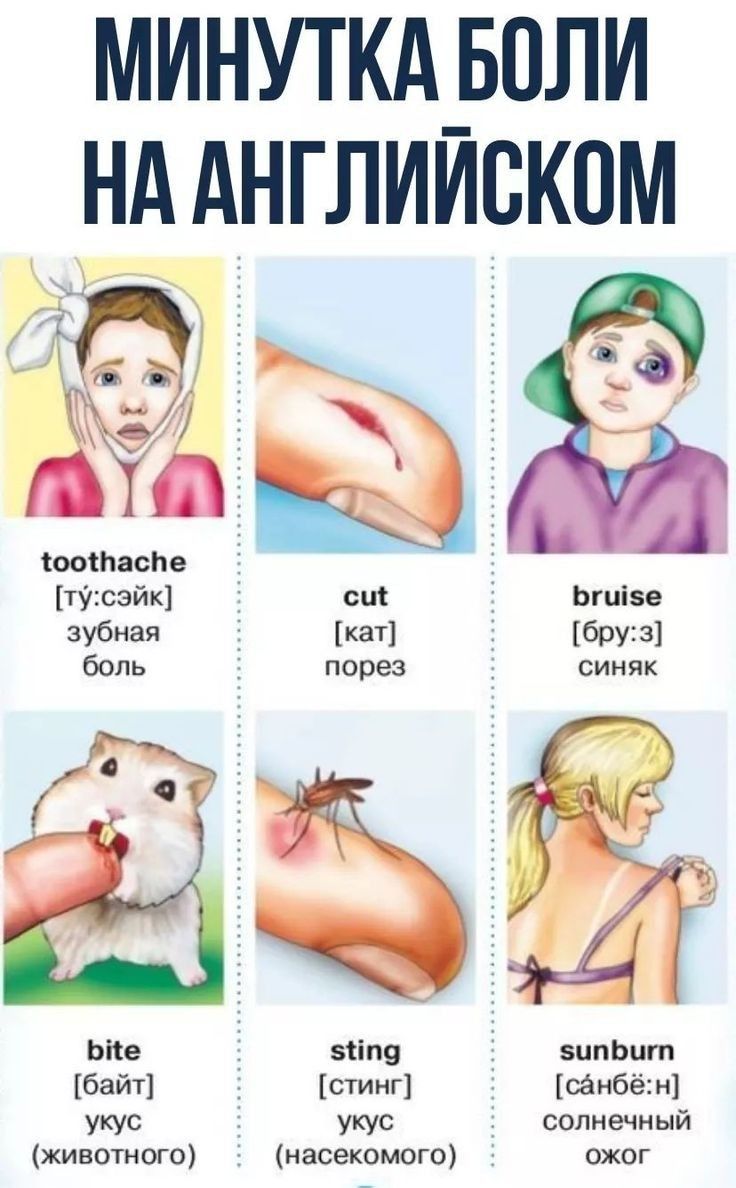 МИНУТКА БОЛИ
НА АНГЛИЙСКОМ
toothache
[ту́:сэйк]
зубная
боль
cut
[кат]
порез
bruise
[бру:з]
синяк
bite
[байт]
укус
(животного)
sting
[стинг]
укус
(насекомого)
sunburn
[са́нбё:н]
солнечный
ожог